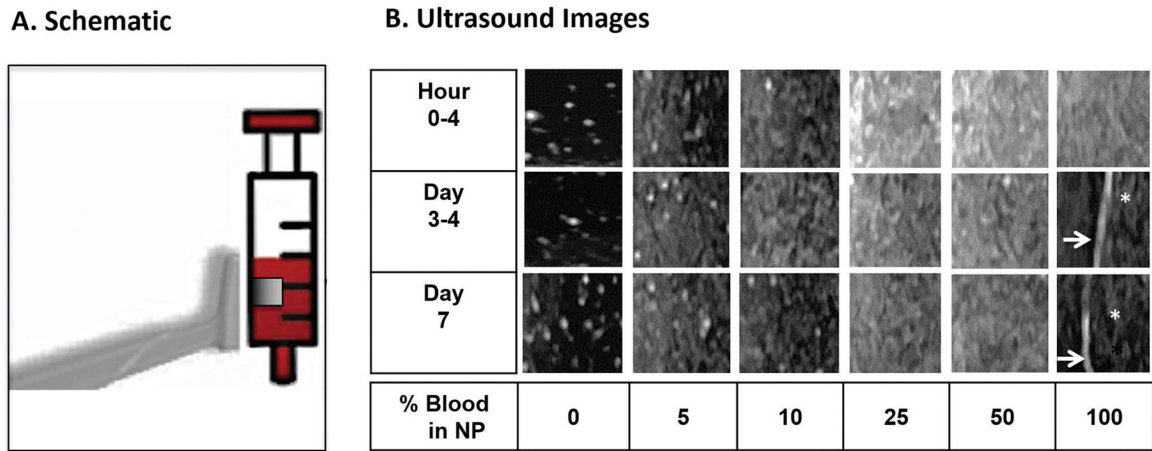 A. Schematic
B. Ultrasound Images
Hour
0-4
Day
3-4
*
Day
7
*
*
% Blood
in NP
0
5
10
25
50
100